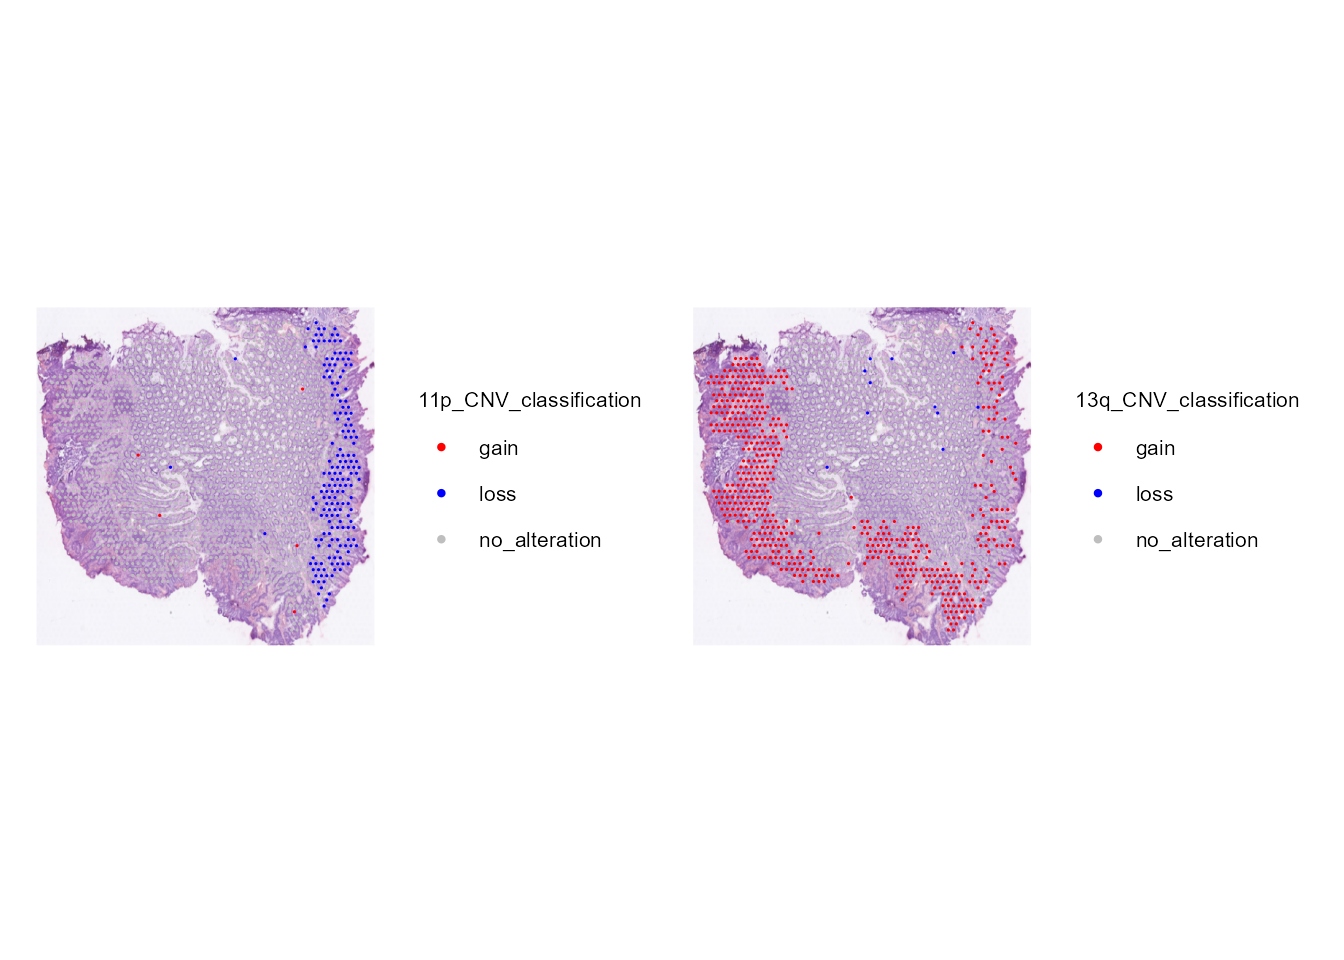 11p_CNV_classification
gain
loss
no_alteration
13q_CNV_classification
gain
loss
no_alteration